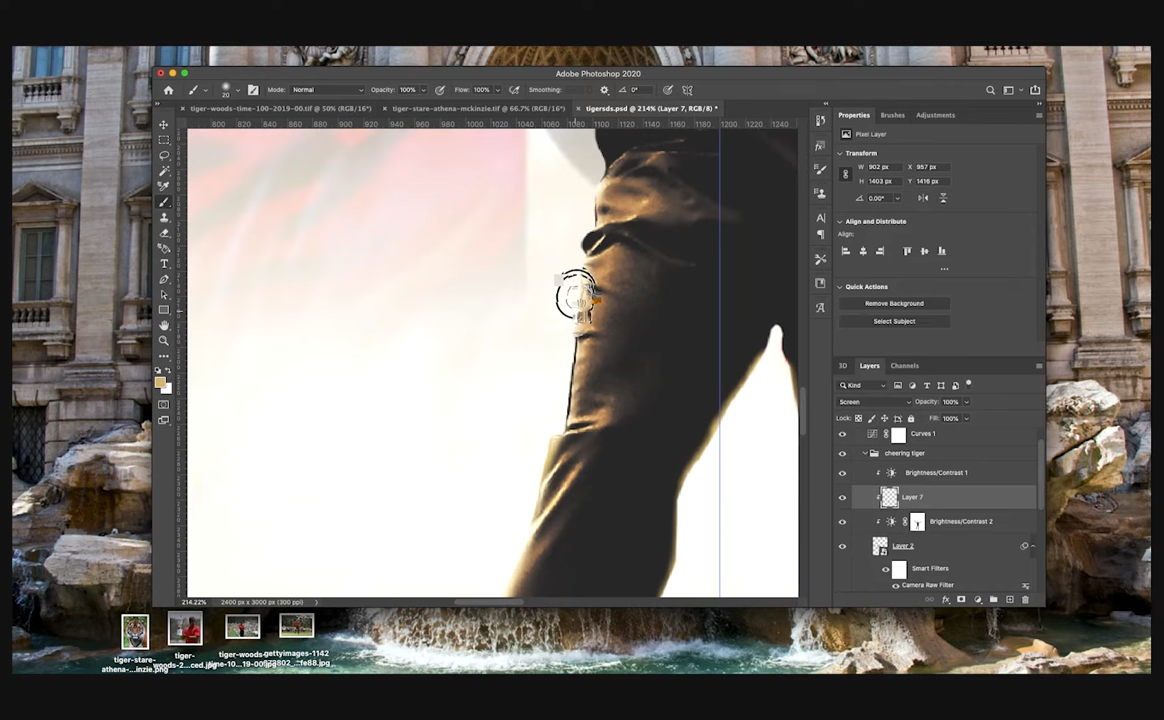 Adobe Photoshop 2020
20
Mode: Normal
Opacity: 100%
Flow: 100%
Smoothing:
0°
tiger-woods-time-100-2019-00.tif @ 50% (RGB/16*)
tiger-stare-athena-mckinzie.tif @ 66.7% (RGB/16*)
tigersds.psd @ 214% (Layer 7, RGB/8) *
800 820 840 860 880 900 920 940 960 980 1000 1020 1040 1060 1080 1100 1120 1140 1160 1180 1200 1220 1240
Properties Brushes Adjustments
Pixel Layer
Transform
W 902 px X 957 px
H 1403 px Y 1416 px
0.00°
Align and Distribute
Align:
Quick Actions
Remove Background
Select Subject
3D Layers Channels
Kind
Screen Opacity: 100%
Lock: Fill: 100%
Curves 1
cheering tiger
Brightness/Contrast 1
Layer 7
Brightness/Contrast 2
Layer 2
Smart Filters
Camera Raw Filter
214.22% 2400 px x 3000 px (300 ppi)
tiger-stare-
athena-...inzie.png
tiger-
woods-2...ced.jpg
tiger-woods-
time-10...19-00.jpg
gettyimages-1142